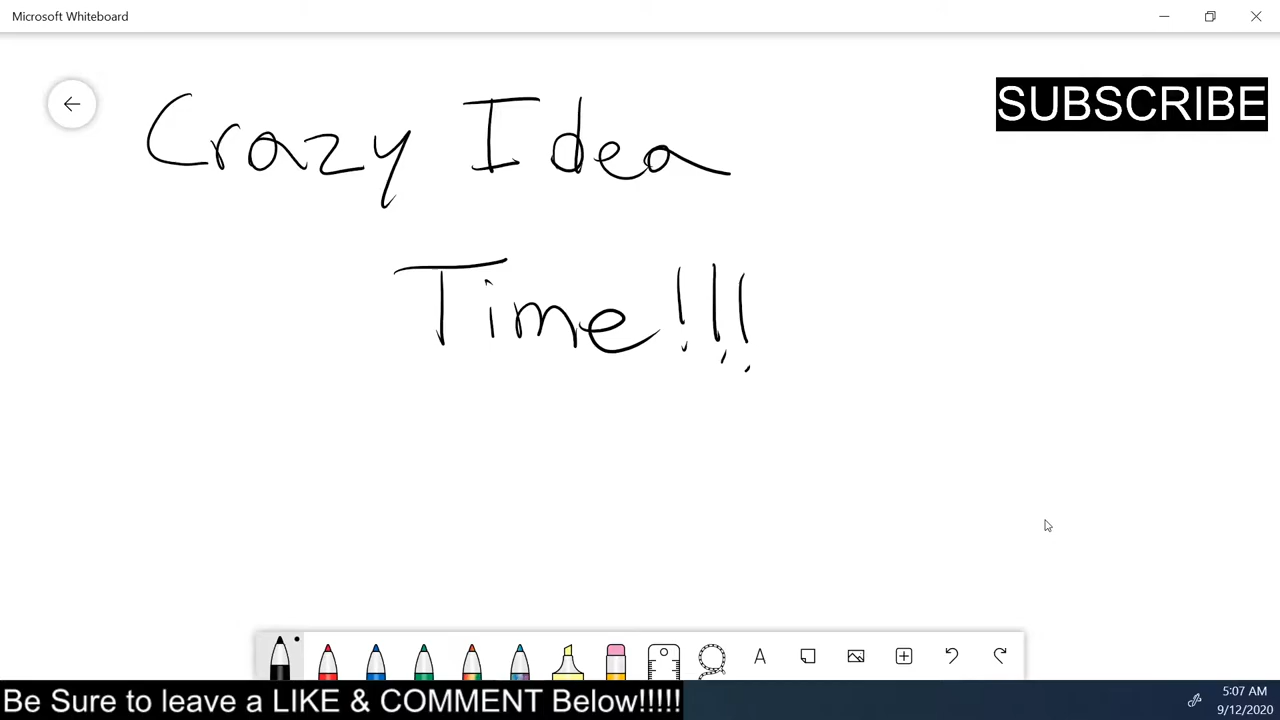 Microsoft Whiteboard
SUBSCRIBE
Crazy Idea
Time!!!
A
Be Sure to leave a LIKE & COMMENT Below!!!!!
5:07 AM
9/12/2020